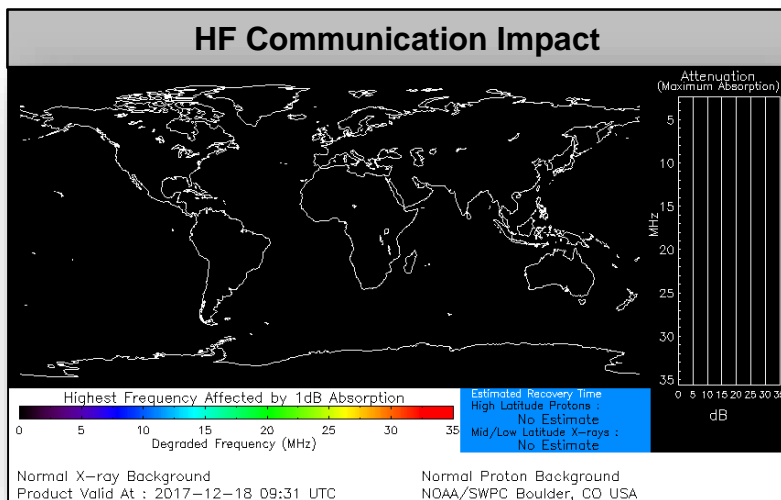 HF Communication Impact
Attenuation
(Maximum Absorption)
5
10
15
MHz
20
25
30
35
0 5 10 15 20 25 30 35
dB
Highest Frequency Affected by 1dB Absorption
0 5 10 15 20 25 30 35
Degraded Frequency (MHz)
Estimated Recovery Time
High Latitude Protons :
No Estimate
Mid/Low Latitude X-rays :
No Estimate
Normal X-ray Background
Product Valid At : 2017-12-18 09:31 UTC
Normal Proton Background
NOAA/SWPC Boulder, CO USA